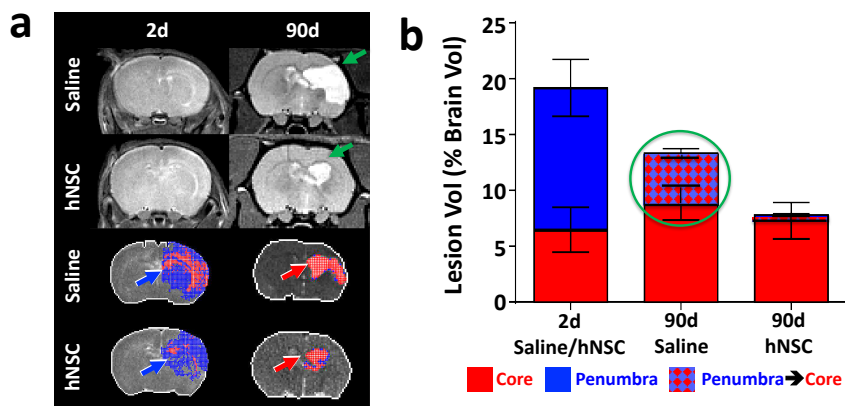 a
2d
90d
Saline
hNSC
Saline
hNSC
b
Lesion Vol (% Brain Vol)
25
20
15
10
5
0
2d
Saline/hNSC
90d
Saline
90d
hNSC
Core
Penumbra
Penumbra➔Core